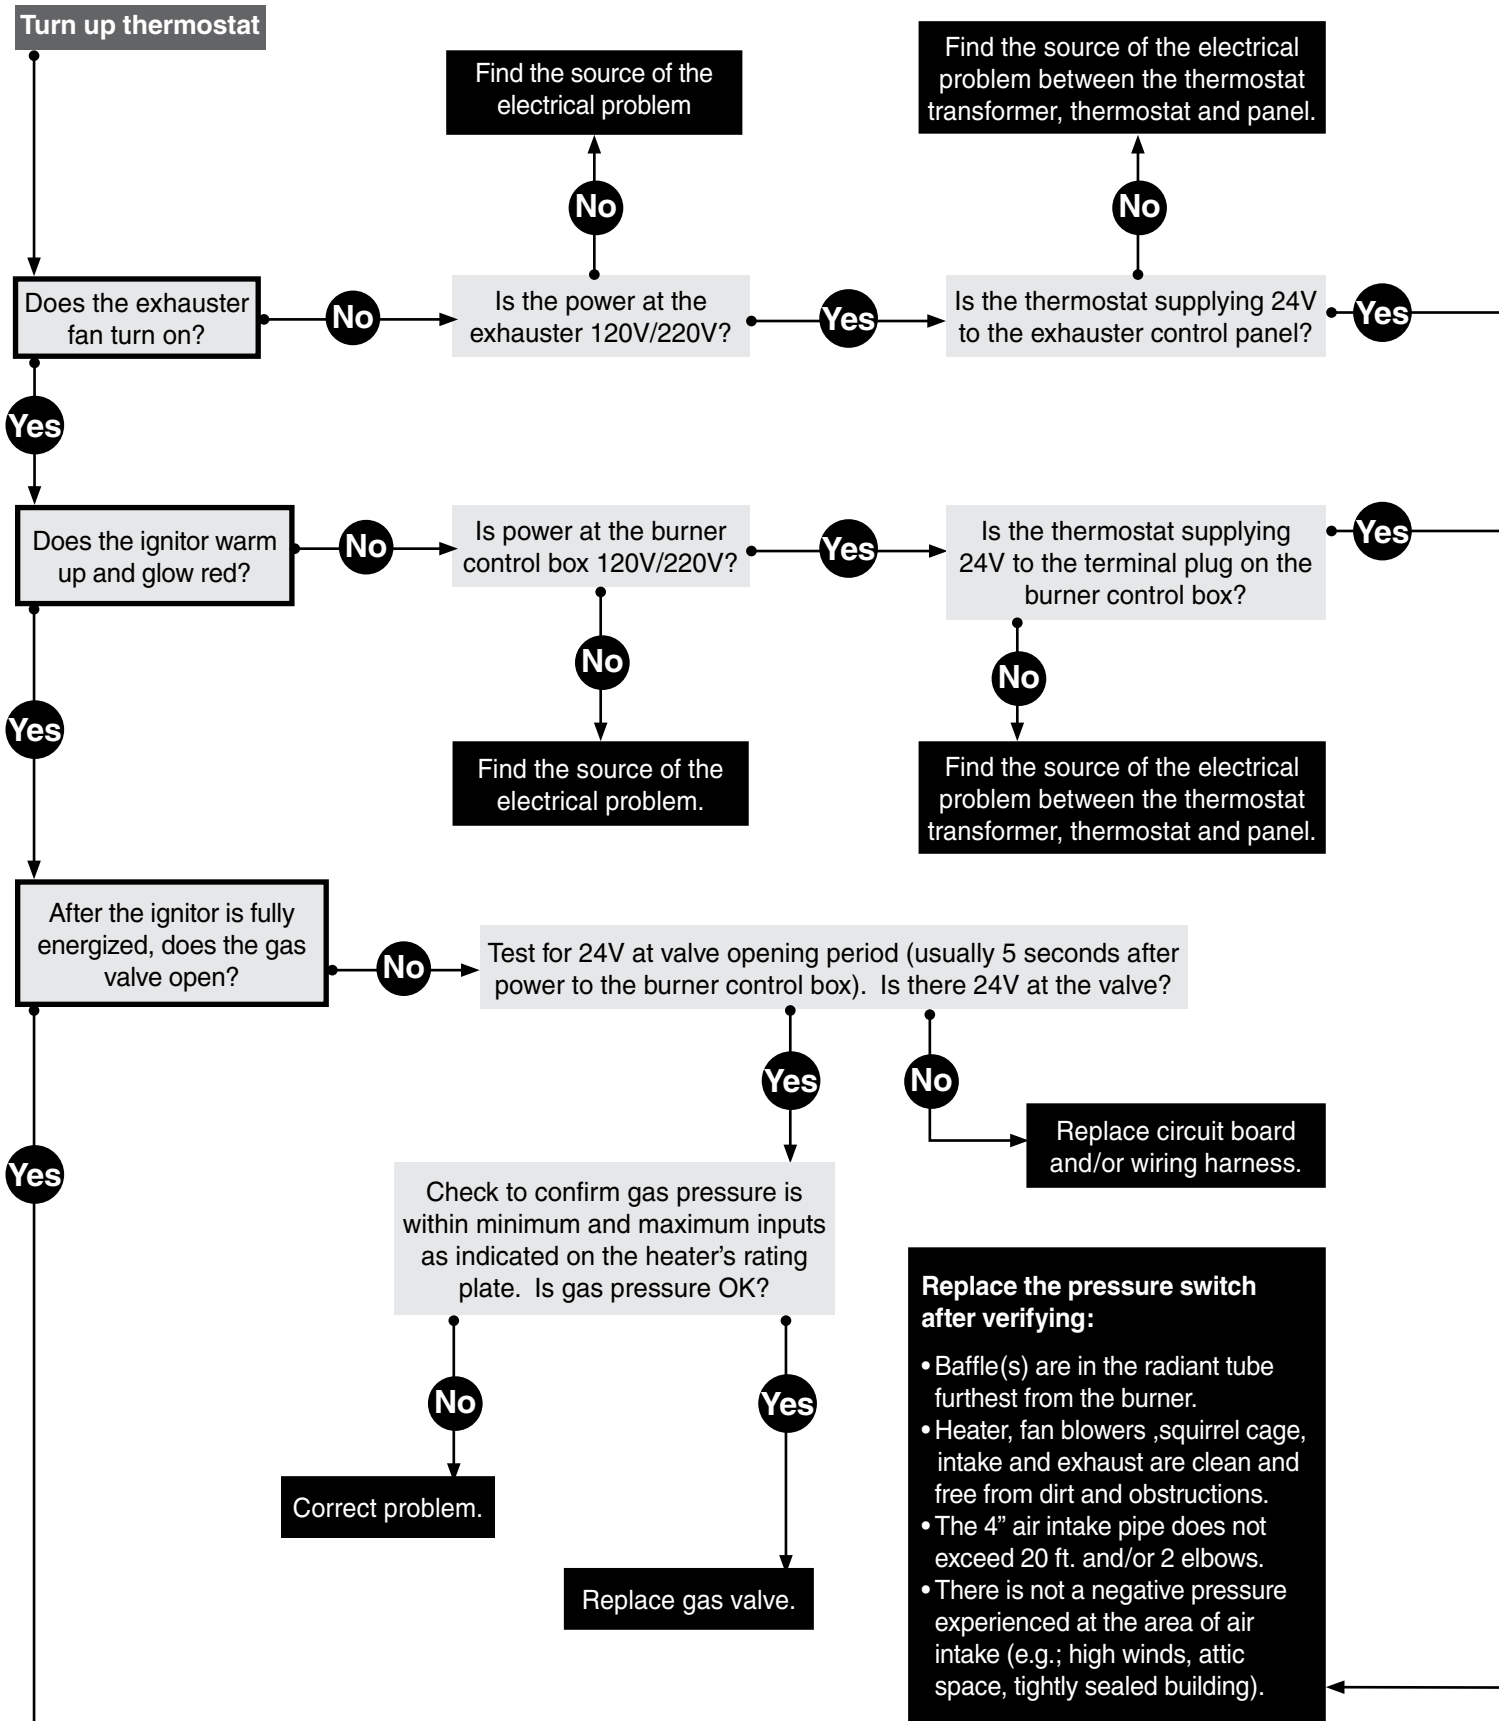 Turn up thermostat
Find the source of the
electrical problem
Find the source of the electrical
problem between the thermostat
transformer, thermostat and panel.
No
No
Does the exhauster
fan turn on?
No
Is the power at the
exhauster 120V/220V?
Yes
Is the thermostat supplying 24V
to the exhauster control panel?
Yes
Yes
Does the ignitor warm
up and glow red?
No
Is power at the burner
control box 120V/220V?
Yes
Is the thermostat supplying
24V to the terminal plug on the
burner control box?
Yes
No
No
Yes
Find the source of the
electrical problem.
Find the source of the electrical
problem between the thermostat
transformer, thermostat and panel.
After the ignitor is fully
energized, does the gas
valve open?
No
Test for 24V at valve opening period (usually 5 seconds after
power to the burner control box).  Is there 24V at the valve?
Yes
No
Yes
Replace circuit board
and/or wiring harness.
Check to confirm gas pressure is
within minimum and maximum inputs
as indicated on the heater's rating
plate.  Is gas pressure OK?
No
Yes
Correct problem.
Replace gas valve.
Replace the pressure switch
after verifying:
• Baffle(s) are in the radiant tube
furthest from the burner.
• Heater, fan blowers ,squirrel cage,
intake and exhaust are clean and
free from dirt and obstructions.
• The 4” air intake pipe does not
exceed 20 ft. and/or 2 elbows.
• There is not a negative pressure
experienced at the area of air
intake (e.g.; high winds, attic
space, tightly sealed building).